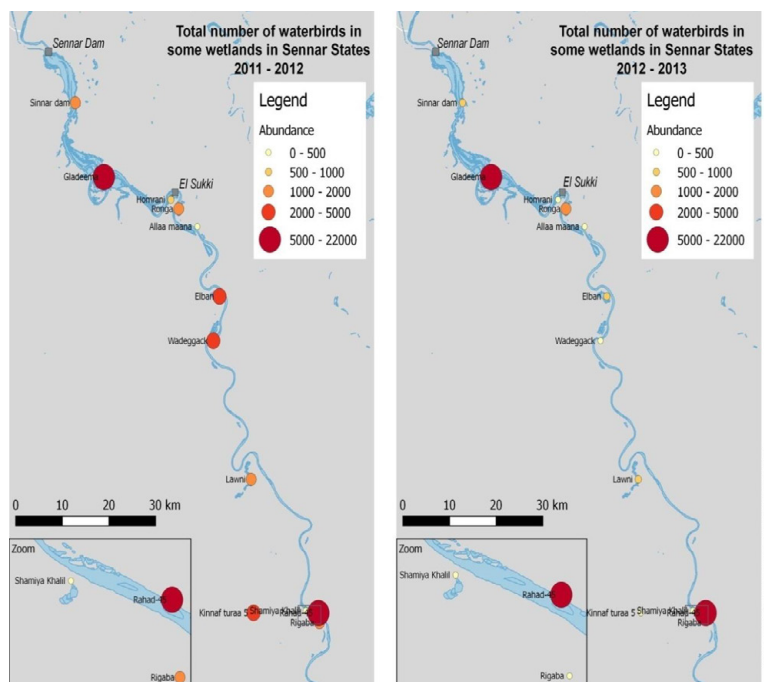 Total number of waterbirds in
some wetlands in Sennar States
2011 - 2012
Sennar Dam
Sinnar dam
Gladeema
El Sukki
Homrani
Ronga
Allaa maana
Elban
Wadeggack
Lawni
Legend
Abundance
0 - 500
500 - 1000
1000 - 2000
2000 - 5000
5000 - 22000
0 10 20 30 km
Zoom
Shamiya Khalil
Rahad
Rigaba
Kinnaf turaa 5
Shamiya Khalil
Rahad
Rigaba
Total number of waterbirds in
some wetlands in Sennar States
2012 - 2013
Sennar Dam
Sinnar dam
Gladeema
El Sukki
Homrani
Ronga
Allaa maana
Elban
Wadeggack
Lawni
Legend
Abundance
0 - 500
500 - 1000
1000 - 2000
2000 - 5000
5000 - 22000
0 10 20 30 km
Zoom
Shamiya Khalil
Rahad
Rigaba
Kinnaf turaa 5
Shamiya Khalil
Rahad
Rigaba